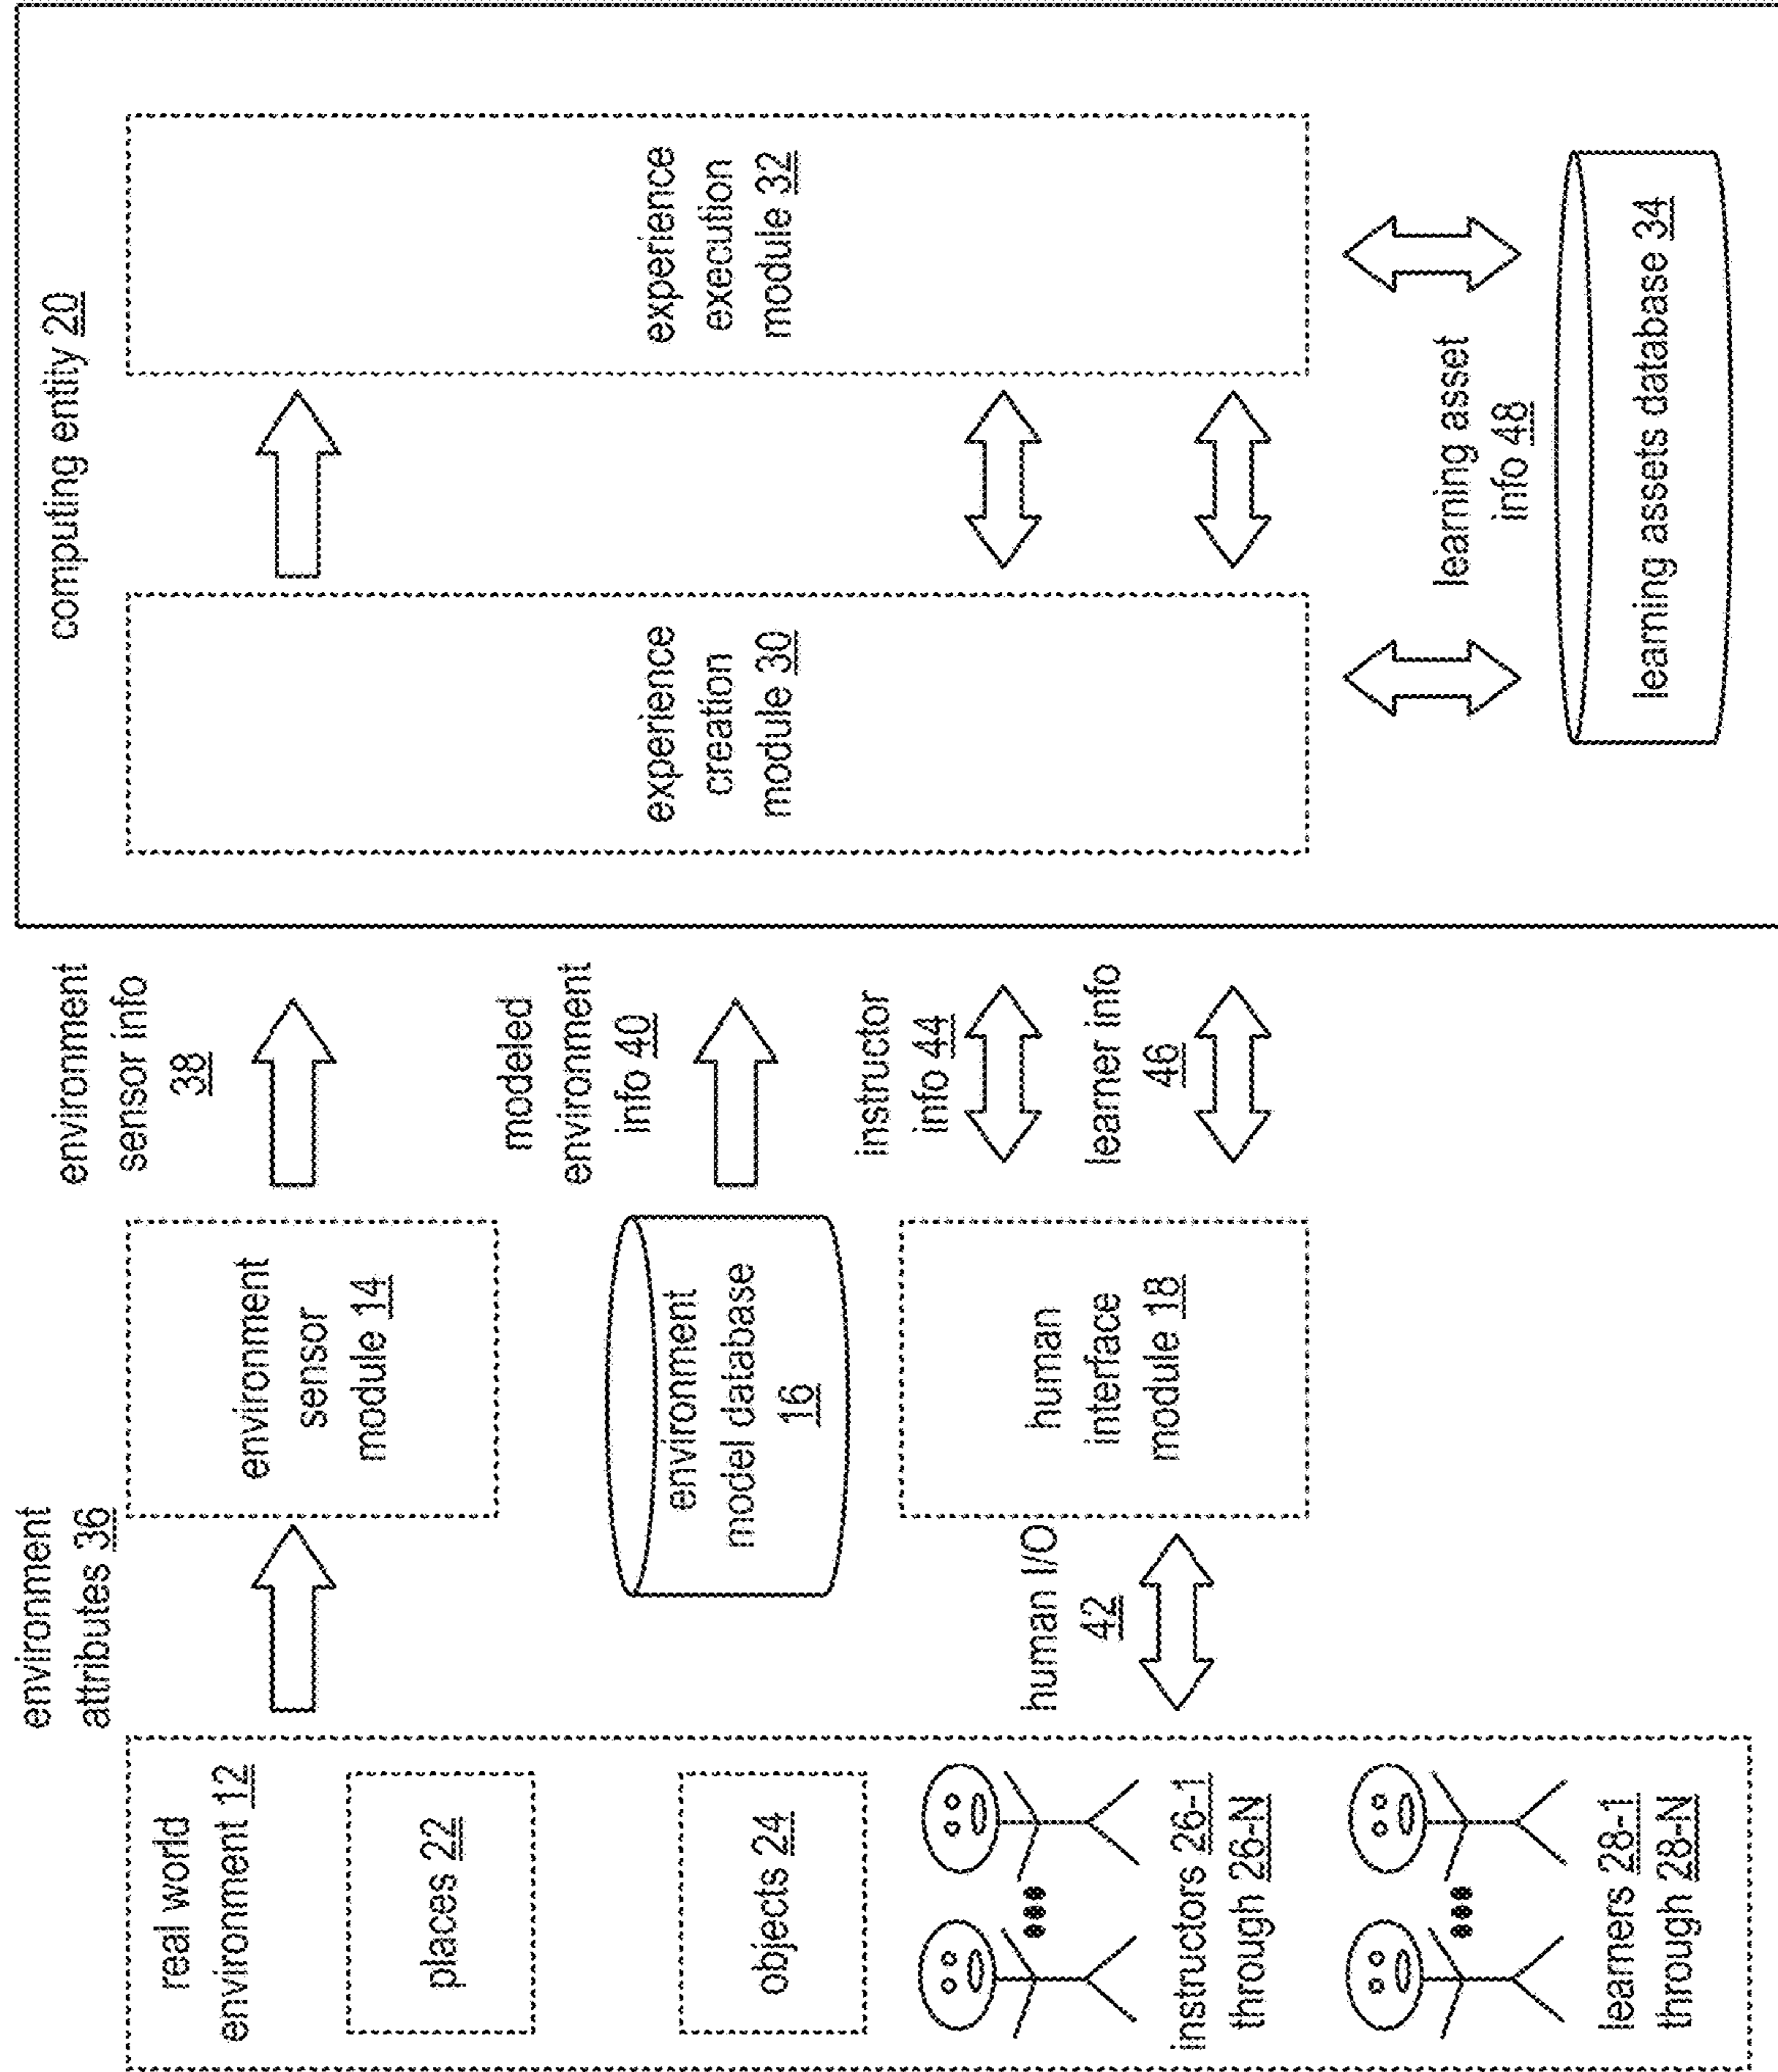 real world
environment 12
places 22
objects 24
instructors 26-1
through 26-N
learners 28-1
through 28-N
environment
attributes 36
human I/O
42
environment
sensor
module 14
environment
model database
16
human
interface
module 18
environment
sensor info
38
modeled
environment
info 40
instructor
info 44
learner info
46
computing entity 20
experience
creation
module 30
experience
execution
module 32
learning asset
info 48
learning assets database 34